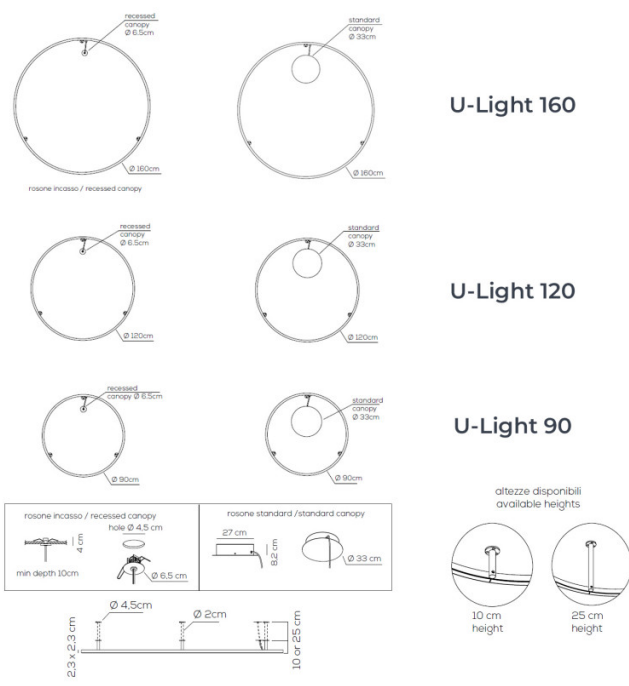 recessed
canopy
Ø 6.5cm
standard
canopy
Ø 33cm
U-Light 160
Ø 160cm
Ø 160cm
rosone incasso / recessed canopy
recessed
canopy
Ø 6.5cm
standard
canopy
Ø 33cm
U-Light 120
Ø 120cm
Ø 120cm
recessed
canopy Ø 6.5cm
standard
canopy
Ø 33cm
U-Light 90
Ø 90cm
Ø 90cm
rosone incasso / recessed canopy
hole Ø 4,5 cm
4 cm
min depth 10cm
Ø 6,5 cm
rosone standard /standard canopy
27 cm
8,2 cm
Ø 33 cm
altezze disponibili
available heights
10 cm
height
25 cm
height
Ø 4,5cm
Ø 2cm
2,3 x 2,3 cm
10 or 25 cm